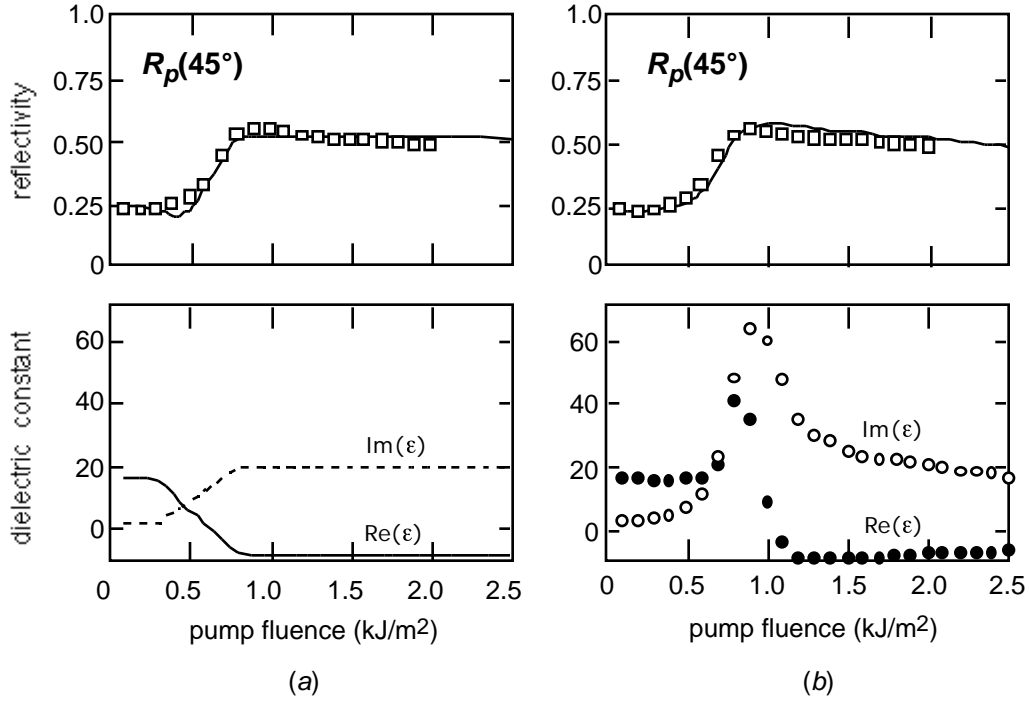 1.0
0.75
0.50
0.25
0
reflectivity
Rp(45°)
60
40
20
0
dielectric constant
Im(ε)
Re(ε)
0 0.5 1.0 1.5 2.0 2.5
pump fluence (kJ/m2)
(a)
1.0
0.75
0.50
0.25
0
Rp(45°)
60
40
20
0
Im(ε)
Re(ε)
0 0.5 1.0 1.5 2.0 2.5
pump fluence (kJ/m2)
(b)